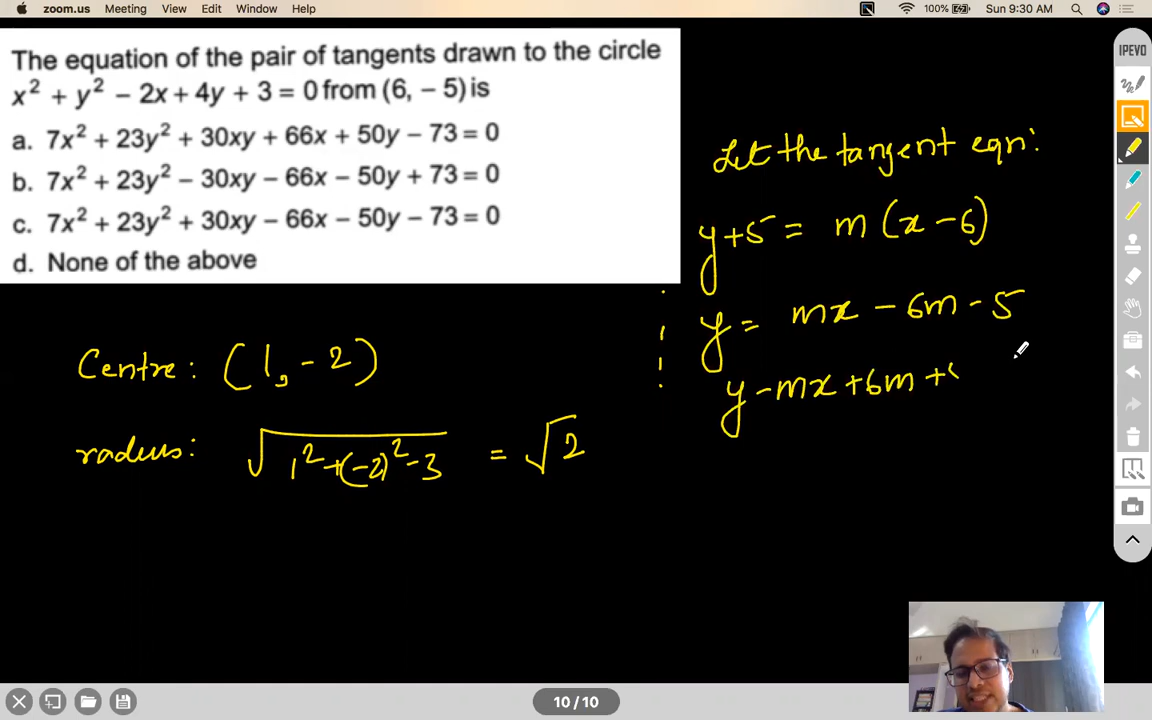 zoom.us Meeting View Edit Window Help 100% Sun 9:30 AM
The equation of the pair of tangents drawn to the circle
x² + y² − 2x + 4y + 3 = 0 from (6, − 5) is
a. 7x² + 23y² + 30xy + 66x + 50y − 73 = 0
b. 7x² + 23y² − 30xy − 66x − 50y + 73 = 0
c. 7x² + 23y² + 30xy − 66x − 50y − 73 = 0
d. None of the above
Centre: (1, −2)
radius: √(1²+(−2)²−3) = √2
Let the tangent eqn:
y+5 = m(x−6)
y = mx − 6m − 5
y−mx+6m+
IPEVO
10/10